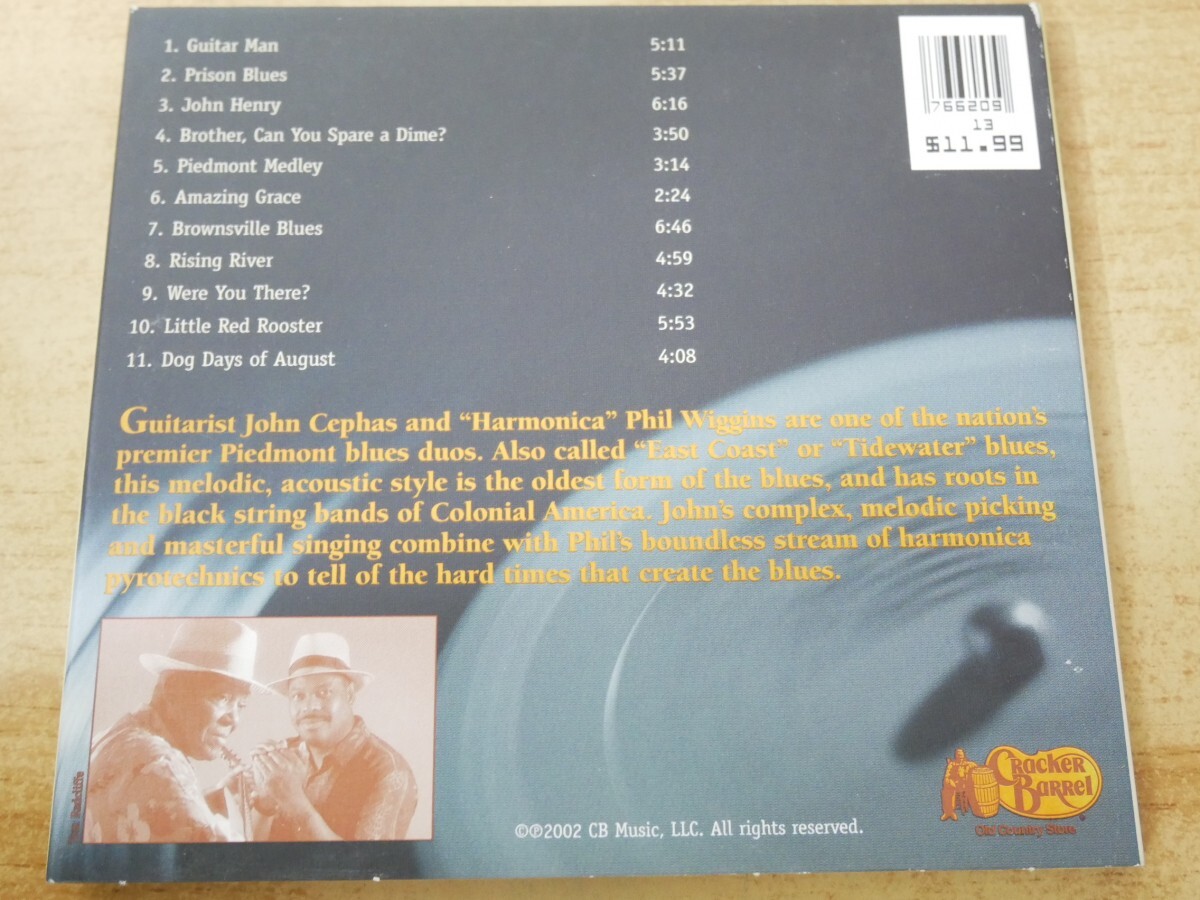 1. Guitar Man 5:11
2. Prison Blues 5:37
3. John Henry 6:16
4. Brother, Can You Spare a Dime? 3:50
5. Piedmont Medley 3:14
6. Amazing Grace 2:24
7. Brownsville Blues 6:46
8. Rising River 4:59
9. Were You There? 4:32
10. Little Red Rooster 5:53
11. Dog Days of August 4:08
766209
13
$11.99
Guitarist John Cephas and “Harmonica” Phil Wiggins are one of the nation’s
premier Piedmont blues duos. Also called “East Coast” or “Tidewater” blues,
this melodic, acoustic style is the oldest form of the blues, and has roots in
the black string bands of Colonial America. John’s complex, melodic picking
and masterful singing combine with Phil’s boundless stream of harmonica
pyrotechnics to tell of the hard times that create the blues.
Radcliffe
©℗2002 CB Music, LLC. All rights reserved.
Cracker
Barrel
Old Country Store